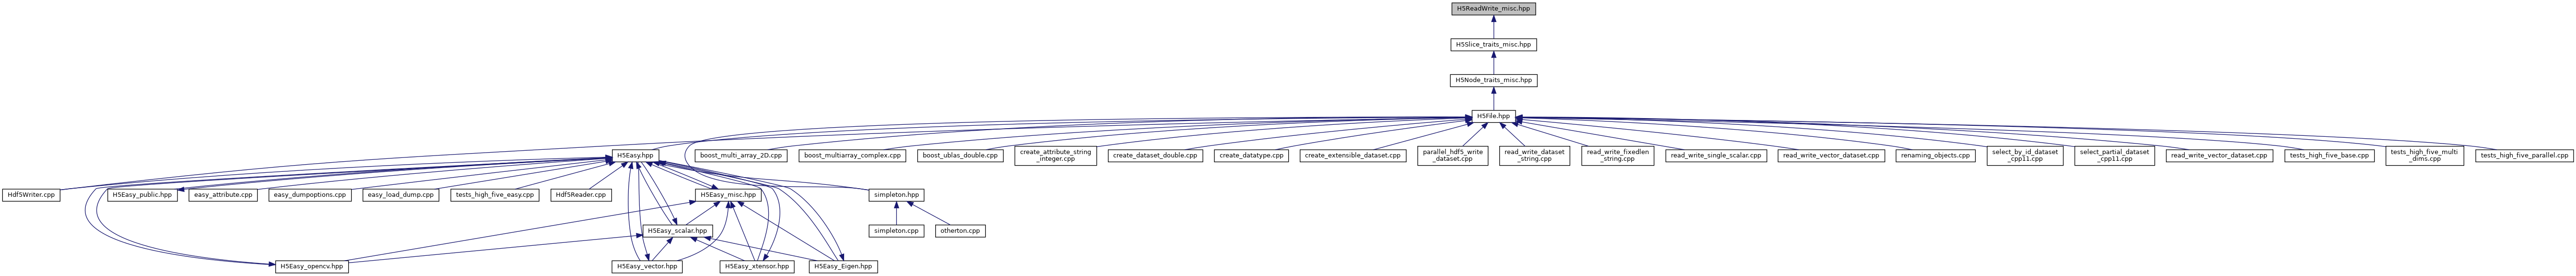 H5ReadWrite_misc.hpp
H5Slice_traits_misc.hpp
H5Node_traits_misc.hpp
H5File.hpp
H5Easy.hpp
boost_multi_array_2D.cpp
boost_multiarray_complex.cpp
boost_ublas_double.cpp
create_attribute_string
_integer.cpp
create_dataset_double.cpp
create_datatype.cpp
create_extensible_dataset.cpp
parallel_hdf5_write
_dataset.cpp
read_write_dataset
_string.cpp
read_write_fixedlen
_string.cpp
read_write_single_scalar.cpp
read_write_vector_dataset.cpp
renaming_objects.cpp
select_by_id_dataset
_cpp11.cpp
select_partial_dataset
_cpp11.cpp
read_write_vector_dataset.cpp
tests_high_five_base.cpp
tests_high_five_multi
_dims.cpp
tests_high_five_parallel.cpp
Hdf5Writer.cpp
H5Easy_public.hpp
easy_attribute.cpp
easy_dumpoptions.cpp
easy_load_dump.cpp
tests_high_five_easy.cpp
Hdf5Reader.cpp
H5Easy_misc.hpp
simpleton.hpp
H5Easy_scalar.hpp
simpleton.cpp
otherton.cpp
H5Easy_opencv.hpp
H5Easy_vector.hpp
H5Easy_xtensor.hpp
H5Easy_Eigen.hpp